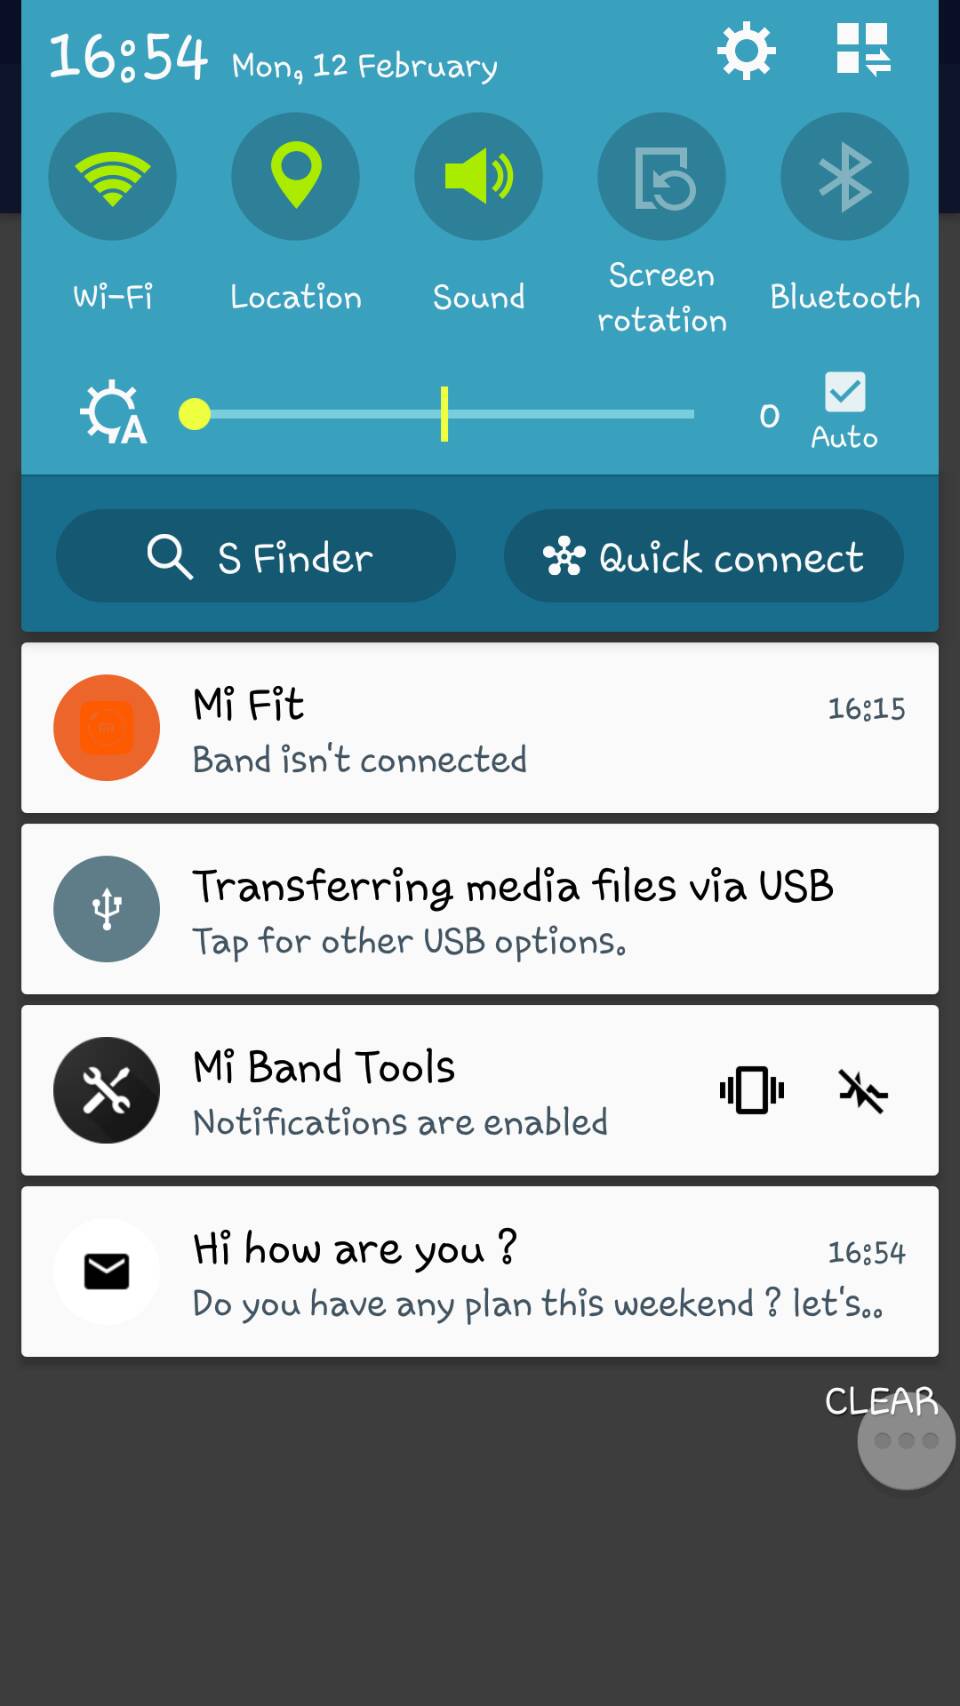 16:54 Mon, 12 February
Wi-Fi
Location
Sound
Screen
rotation
Bluetooth
A
0
Auto
S Finder
Quick connect
Mi Fit
16:15
Band isn't connected
Transferring media files via USB
Tap for other USB options.
Mi Band Tools
Notifications are enabled
Hi how are you ?
16:54
Do you have any plan this weekend ? let's..
CLEAR